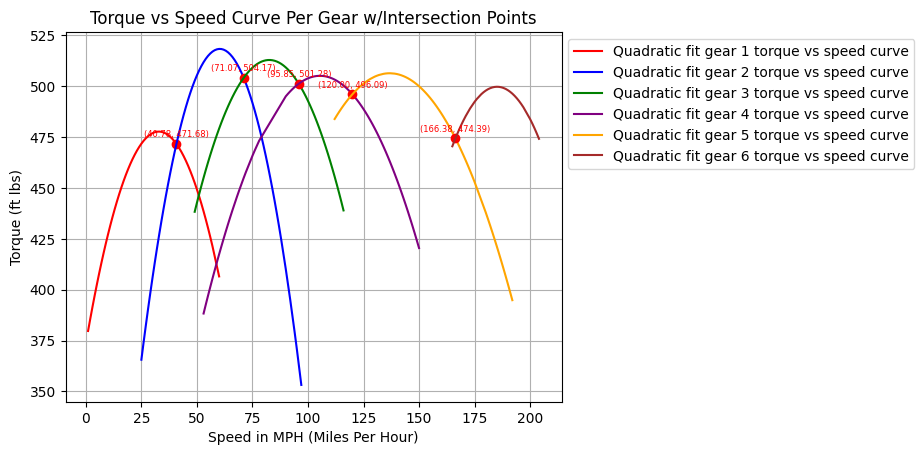 Torque vs Speed Curve Per Gear w/Intersection Points
525
500
475
450
425
400
375
350
Torque (ft lbs)
(40.78, 471.68)
(71.07, 504.17)
(95.85, 501.28)
(120.00, 496.09)
(166.38, 474.39)
0 25 50 75 100 125 150 175 200
Speed in MPH (Miles Per Hour)
Quadratic fit gear 1 torque vs speed curve
Quadratic fit gear 2 torque vs speed curve
Quadratic fit gear 3 torque vs speed curve
Quadratic fit gear 4 torque vs speed curve
Quadratic fit gear 5 torque vs speed curve
Quadratic fit gear 6 torque vs speed curve